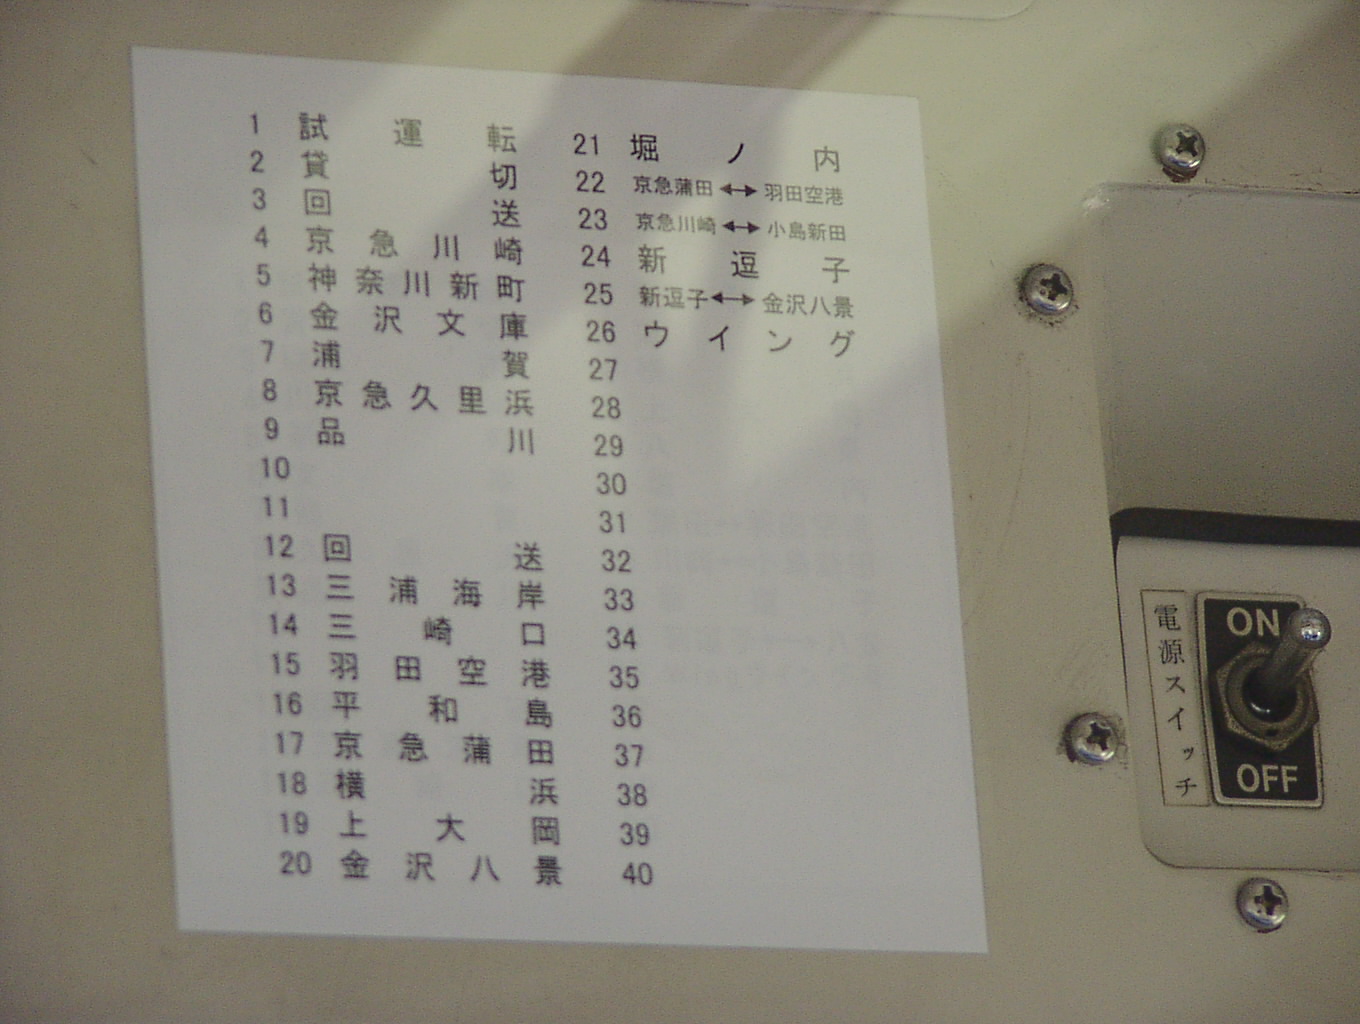 1 試運転
2 貸切
3 回送
4 京急川崎
5 神奈川新町
6 金沢文庫
7 浦賀
8 京急久里浜
9 品川
10
11
12 回送
13 三浦海岸
14 三崎口
15 羽田空港
16 平和島
17 京急蒲田
18 横浜
19 上大岡
20 金沢八景
21 堀ノ内
22 京急蒲田↔羽田空港
23 京急川崎↔小島新田
24 新逗子
25 新逗子↔金沢八景
26 ウイング
27
28
29
30
31
32
33
34
35
36
37
38
39
40
電源スイッチ
ON
OFF